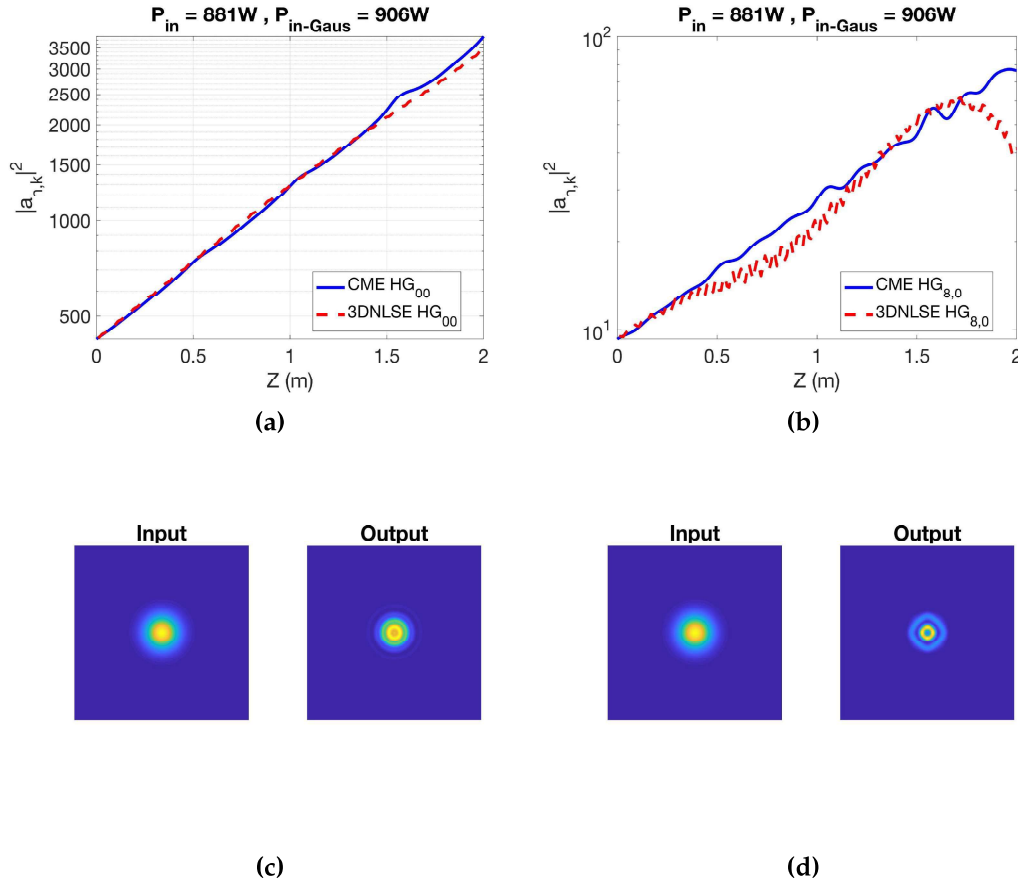 P_in = 881W , P_in-Gaus = 906W
|a_η,k|^2
3500
3000
2500
2000
1500
1000
500
0
0.5
1
1.5
2
Z (m)
CME HG_00
3DNLSE HG_00
(a)
P_in = 881W , P_in-Gaus = 906W
|a_η,k|^2
10^2
10^1
0
0.5
1
1.5
2
Z (m)
CME HG_8,0
3DNLSE HG_8,0
(b)
Input
Output
(c)
Input
Output
(d)